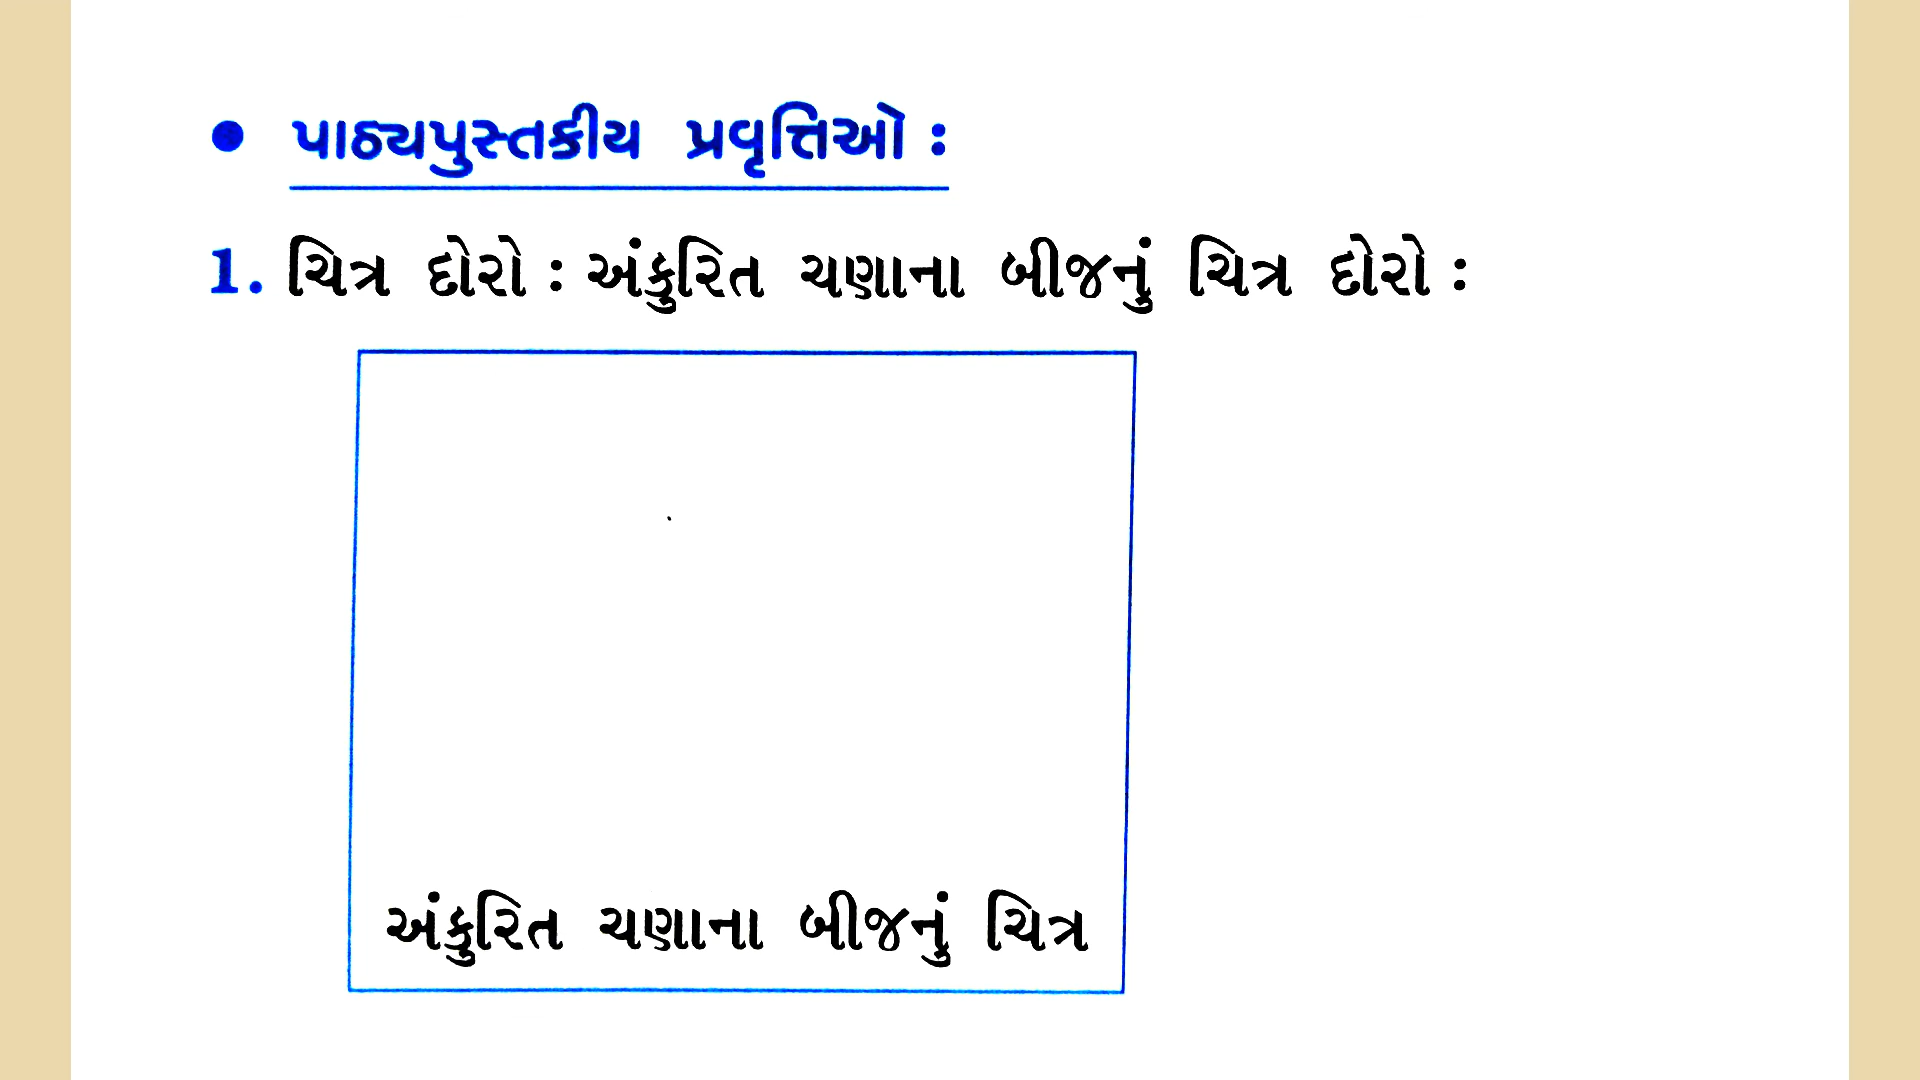 • પાઠ્યપુસ્તકીય પ્રવૃત્તિઓ :
1. ચિત્ર દોરો : અંકુરિત ચણાના બીજનું ચિત્ર દોરો :
અંકુરિત ચણાના બીજનું ચિત્ર